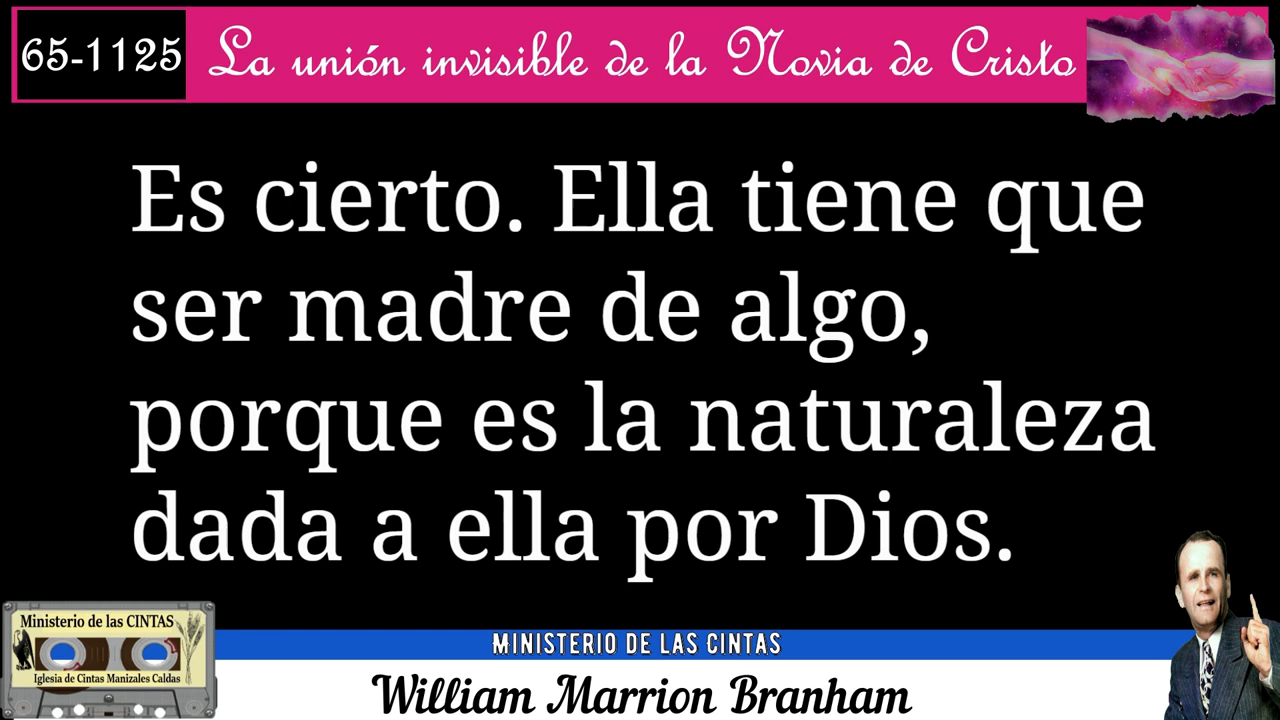 65-1125
La unión invisible de la Novia de Cristo
Es cierto. Ella tiene que
ser madre de algo,
porque es la naturaleza
dada a ella por Dios.
Ministerio de las CINTAS
Iglesia de Cintas Manizales Caldas
MINISTERIO DE LAS CINTAS
William Marrion Branham